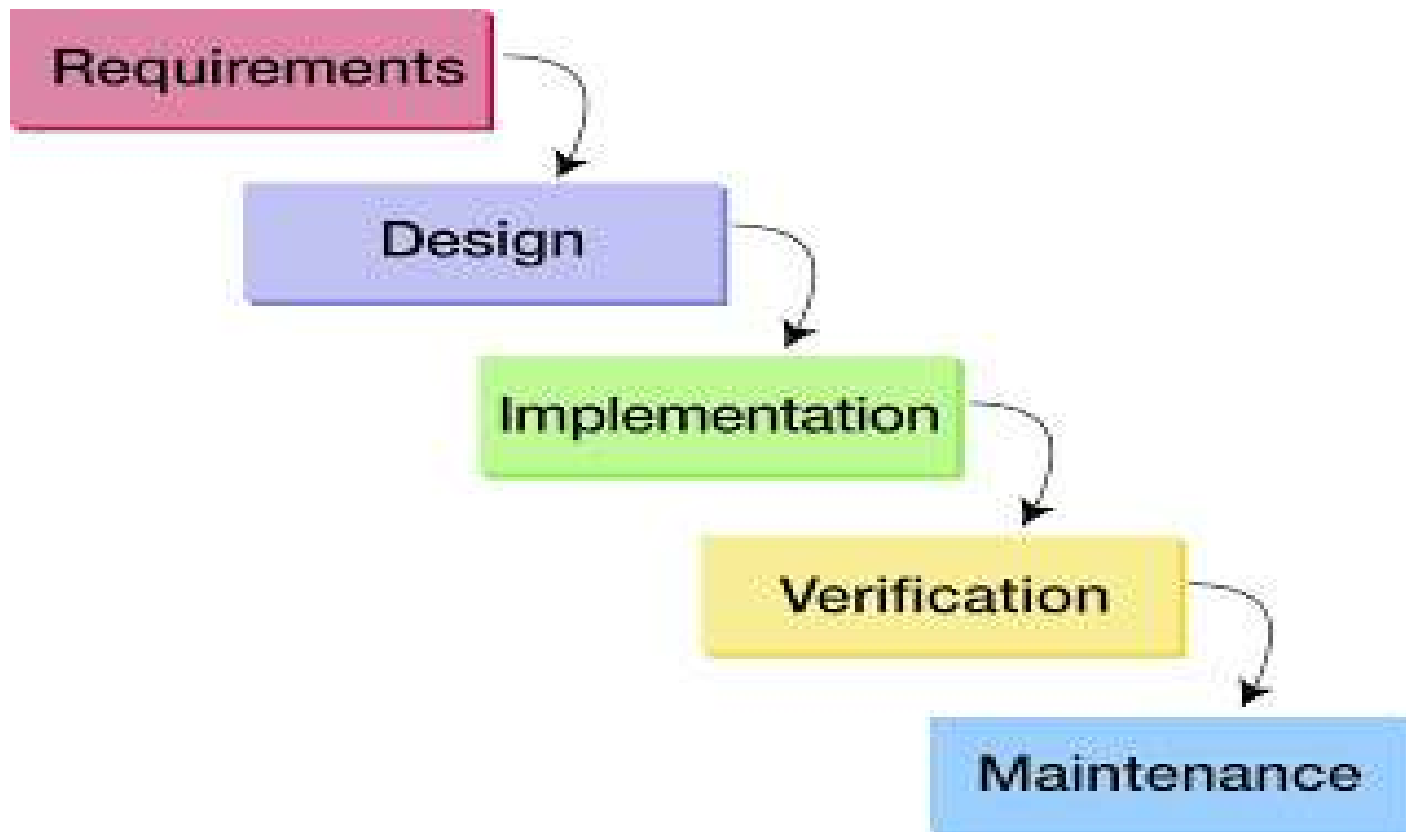 Requirements
Design
Implementation
Verification
Maintenance